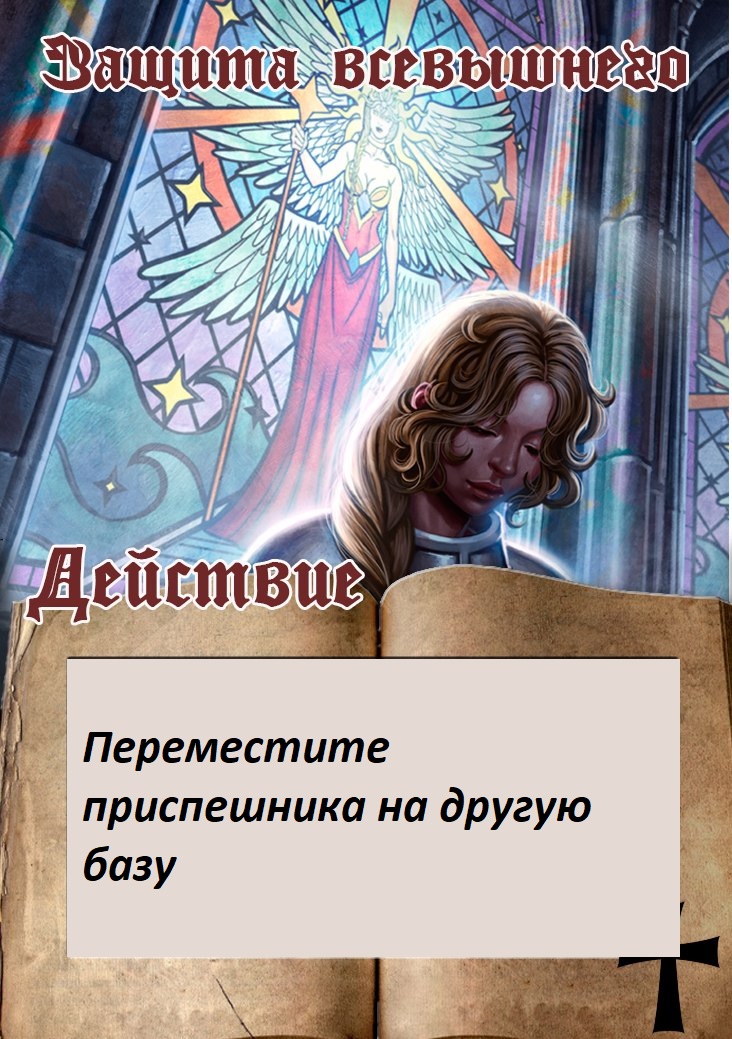 Защита всевышнего
Действие
Переместите
приспешника на другую
базу